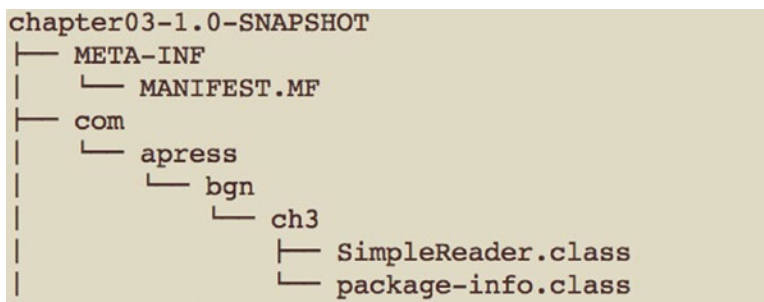 chapter03-1.0-SNAPSHOT
├── META-INF
│   └── MANIFEST.MF
├── com
│   └── apress
│       └── bgn
│           └── ch3
│               ├── SimpleReader.class
│               └── package-info.class